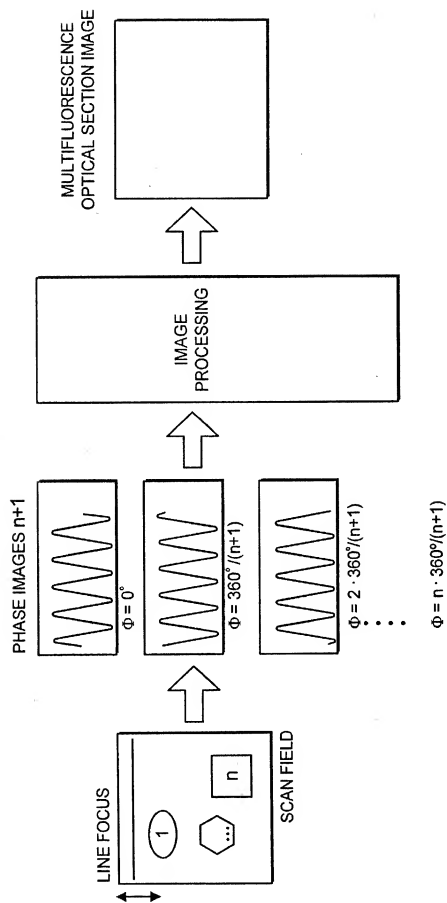 LINE FOCUS
1
...
n
SCAN FIELD
PHASE IMAGES n+1
Φ = 0°
Φ = 360°/(n+1)
Φ = 2 · 360°/(n+1)
. . . . .
Φ = n · 360°/(n+1)
IMAGE
PROCESSING
MULTIFLUORESCENCE
OPTICAL SECTION IMAGE